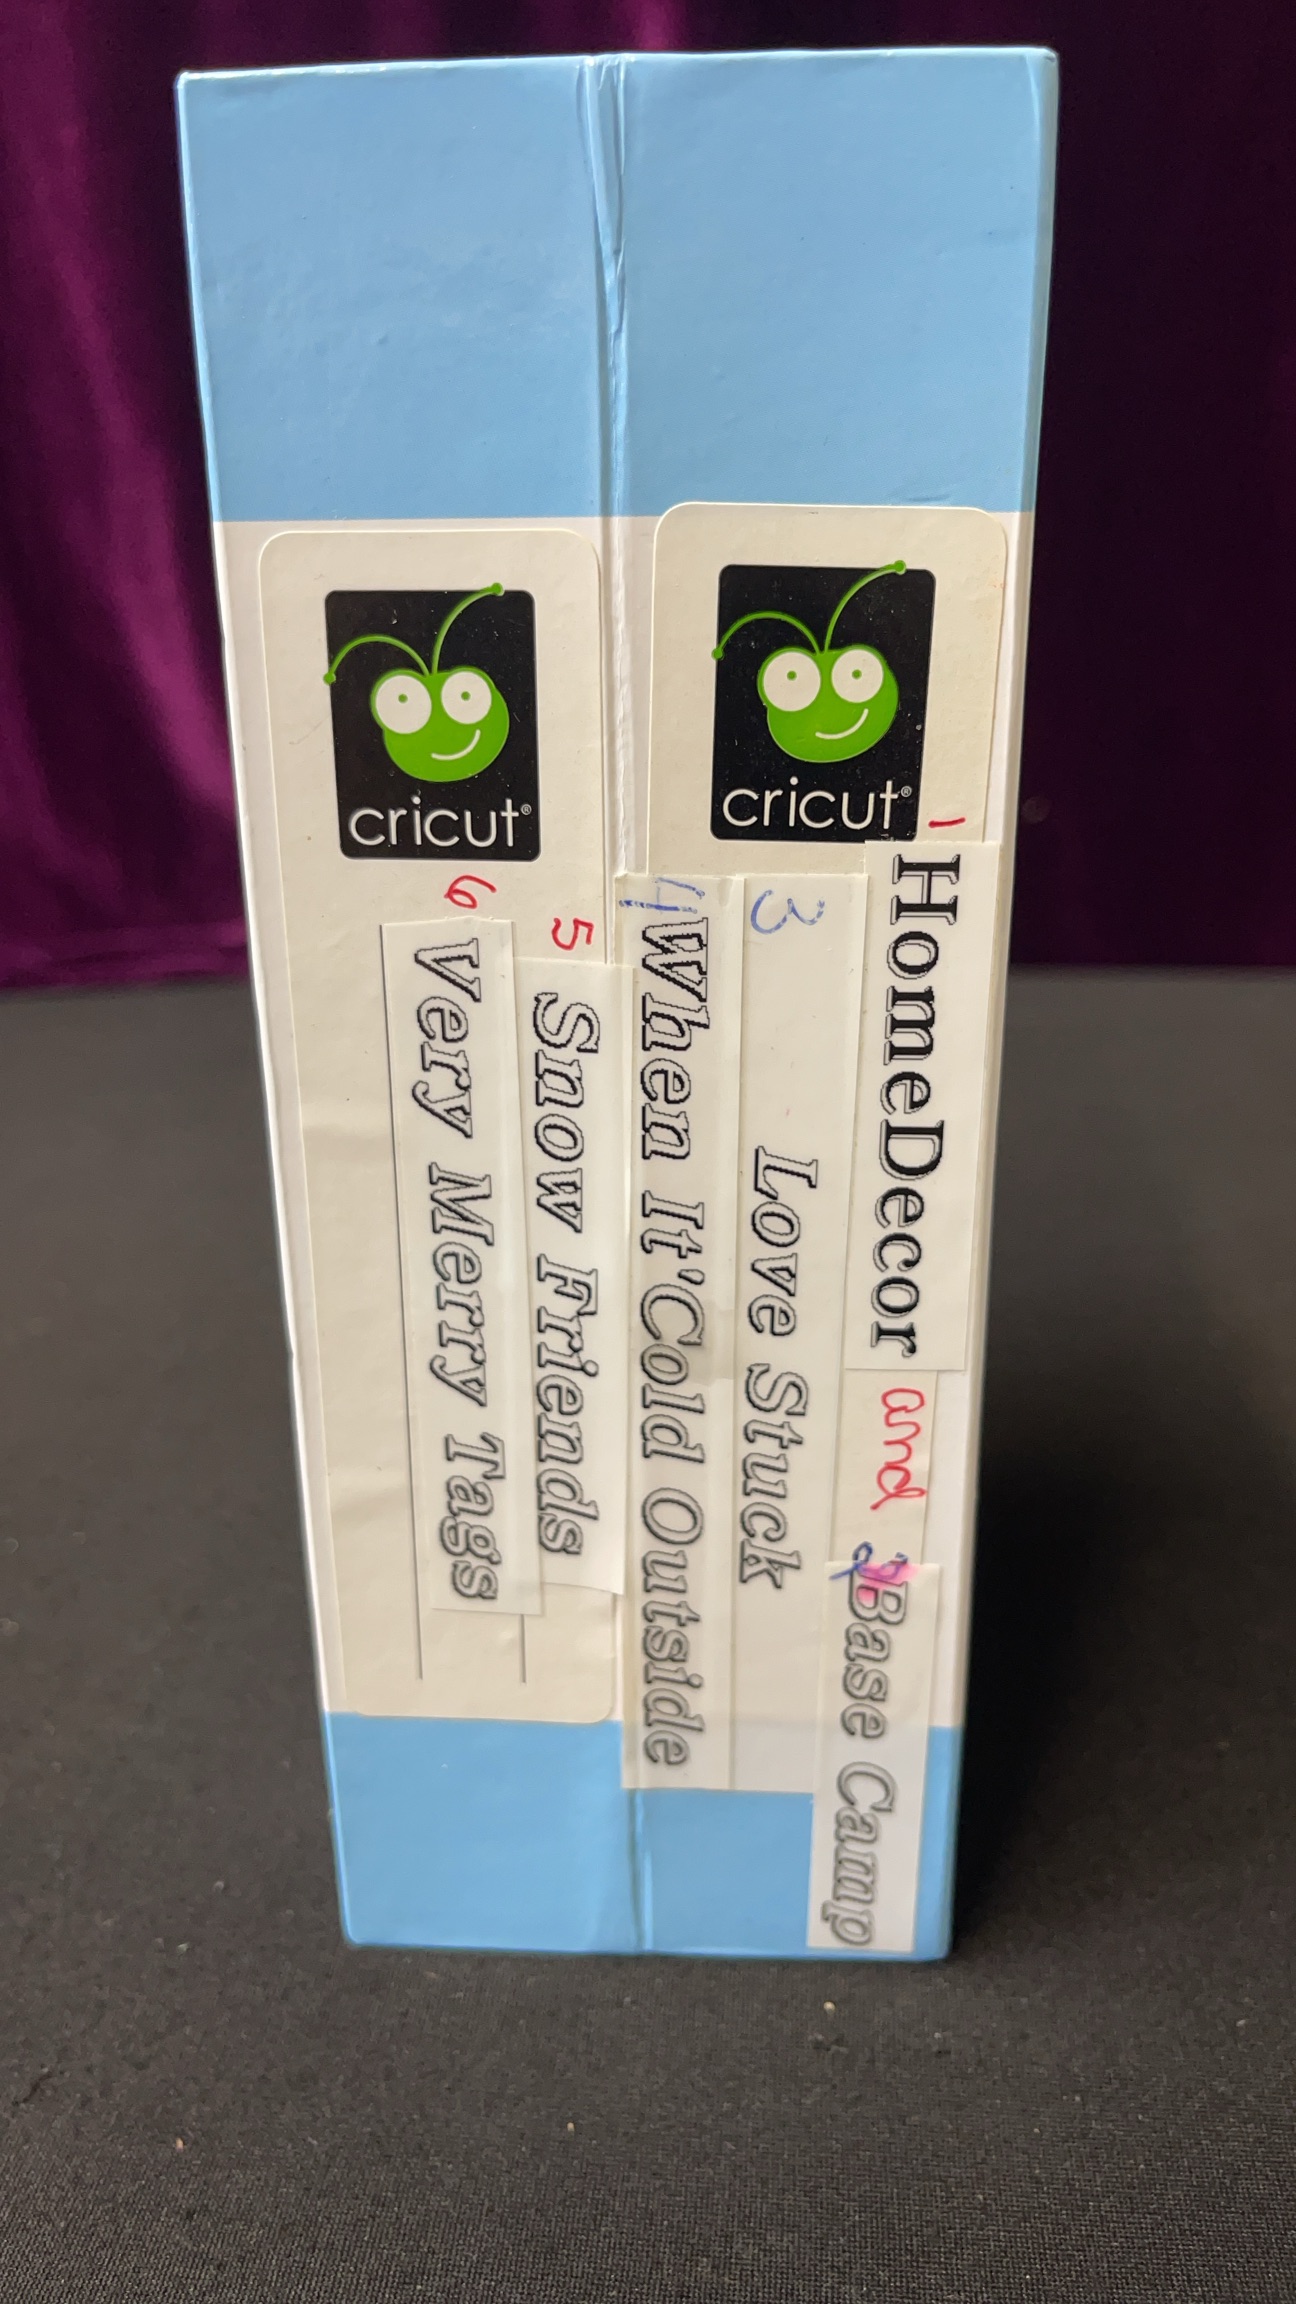 cricut®
cricut®
1 HomeDecor and 2 Base Camp
3 Love Stuck
4 When It'Cold Outside
5 Snow Friends
6 Very Merry Tags